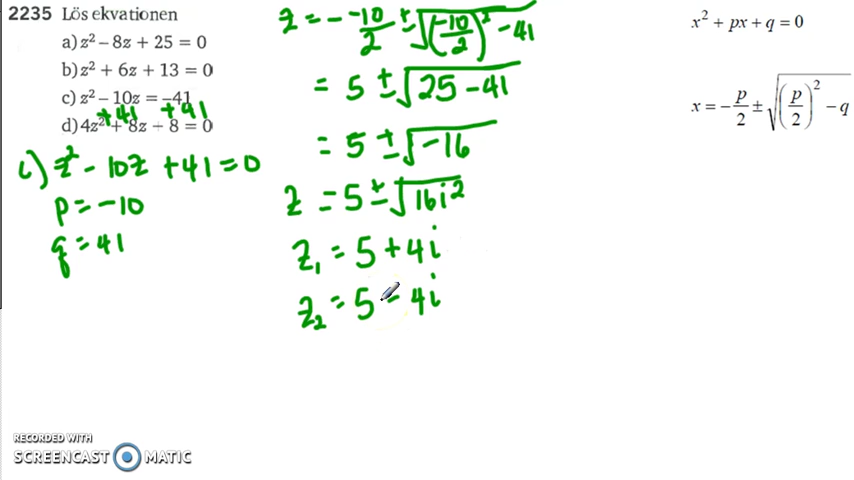 2235 Lös ekvationen
a) z² – 8z + 25 = 0
b) z² + 6z + 13 = 0
c) z² – 10z = –41
+41 +41
d) 4z² + 8z + 8 = 0
c) z² - 10z + 41 = 0
p = -10
q = 41
z = - -10/2 ± √((-10/2)² - 41)
= 5 ± √(25 - 41)
= 5 ± √(-16)
z = 5 ± √(16i²)
z₁ = 5 + 4i
z₂ = 5 - 4i
x² + px + q = 0
x = – p/2 ± √((p/2)² – q)
RECORDED WITH
SCREENCAST MATIC